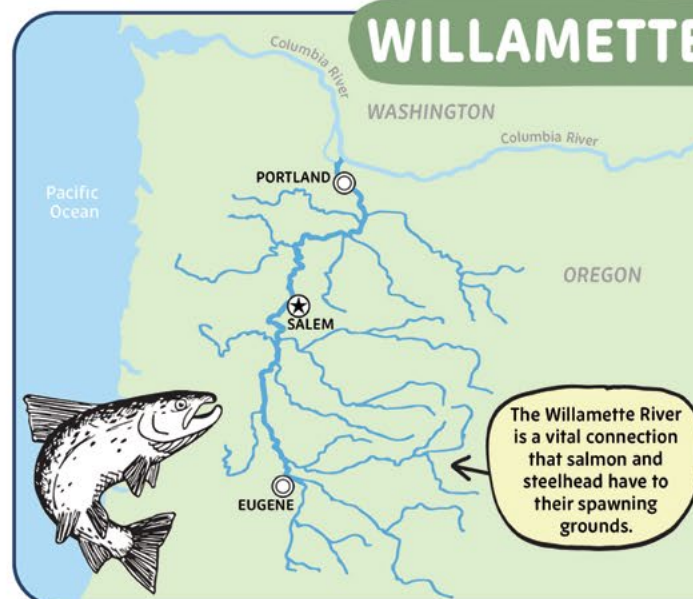 WILLAMETTE
Columbia River
WASHINGTON
Columbia River
PORTLAND
Pacific
Ocean
OREGON
SALEM
The Willamette River
is a vital connection
that salmon and
steelhead have to
their spawning
grounds.
EUGENE